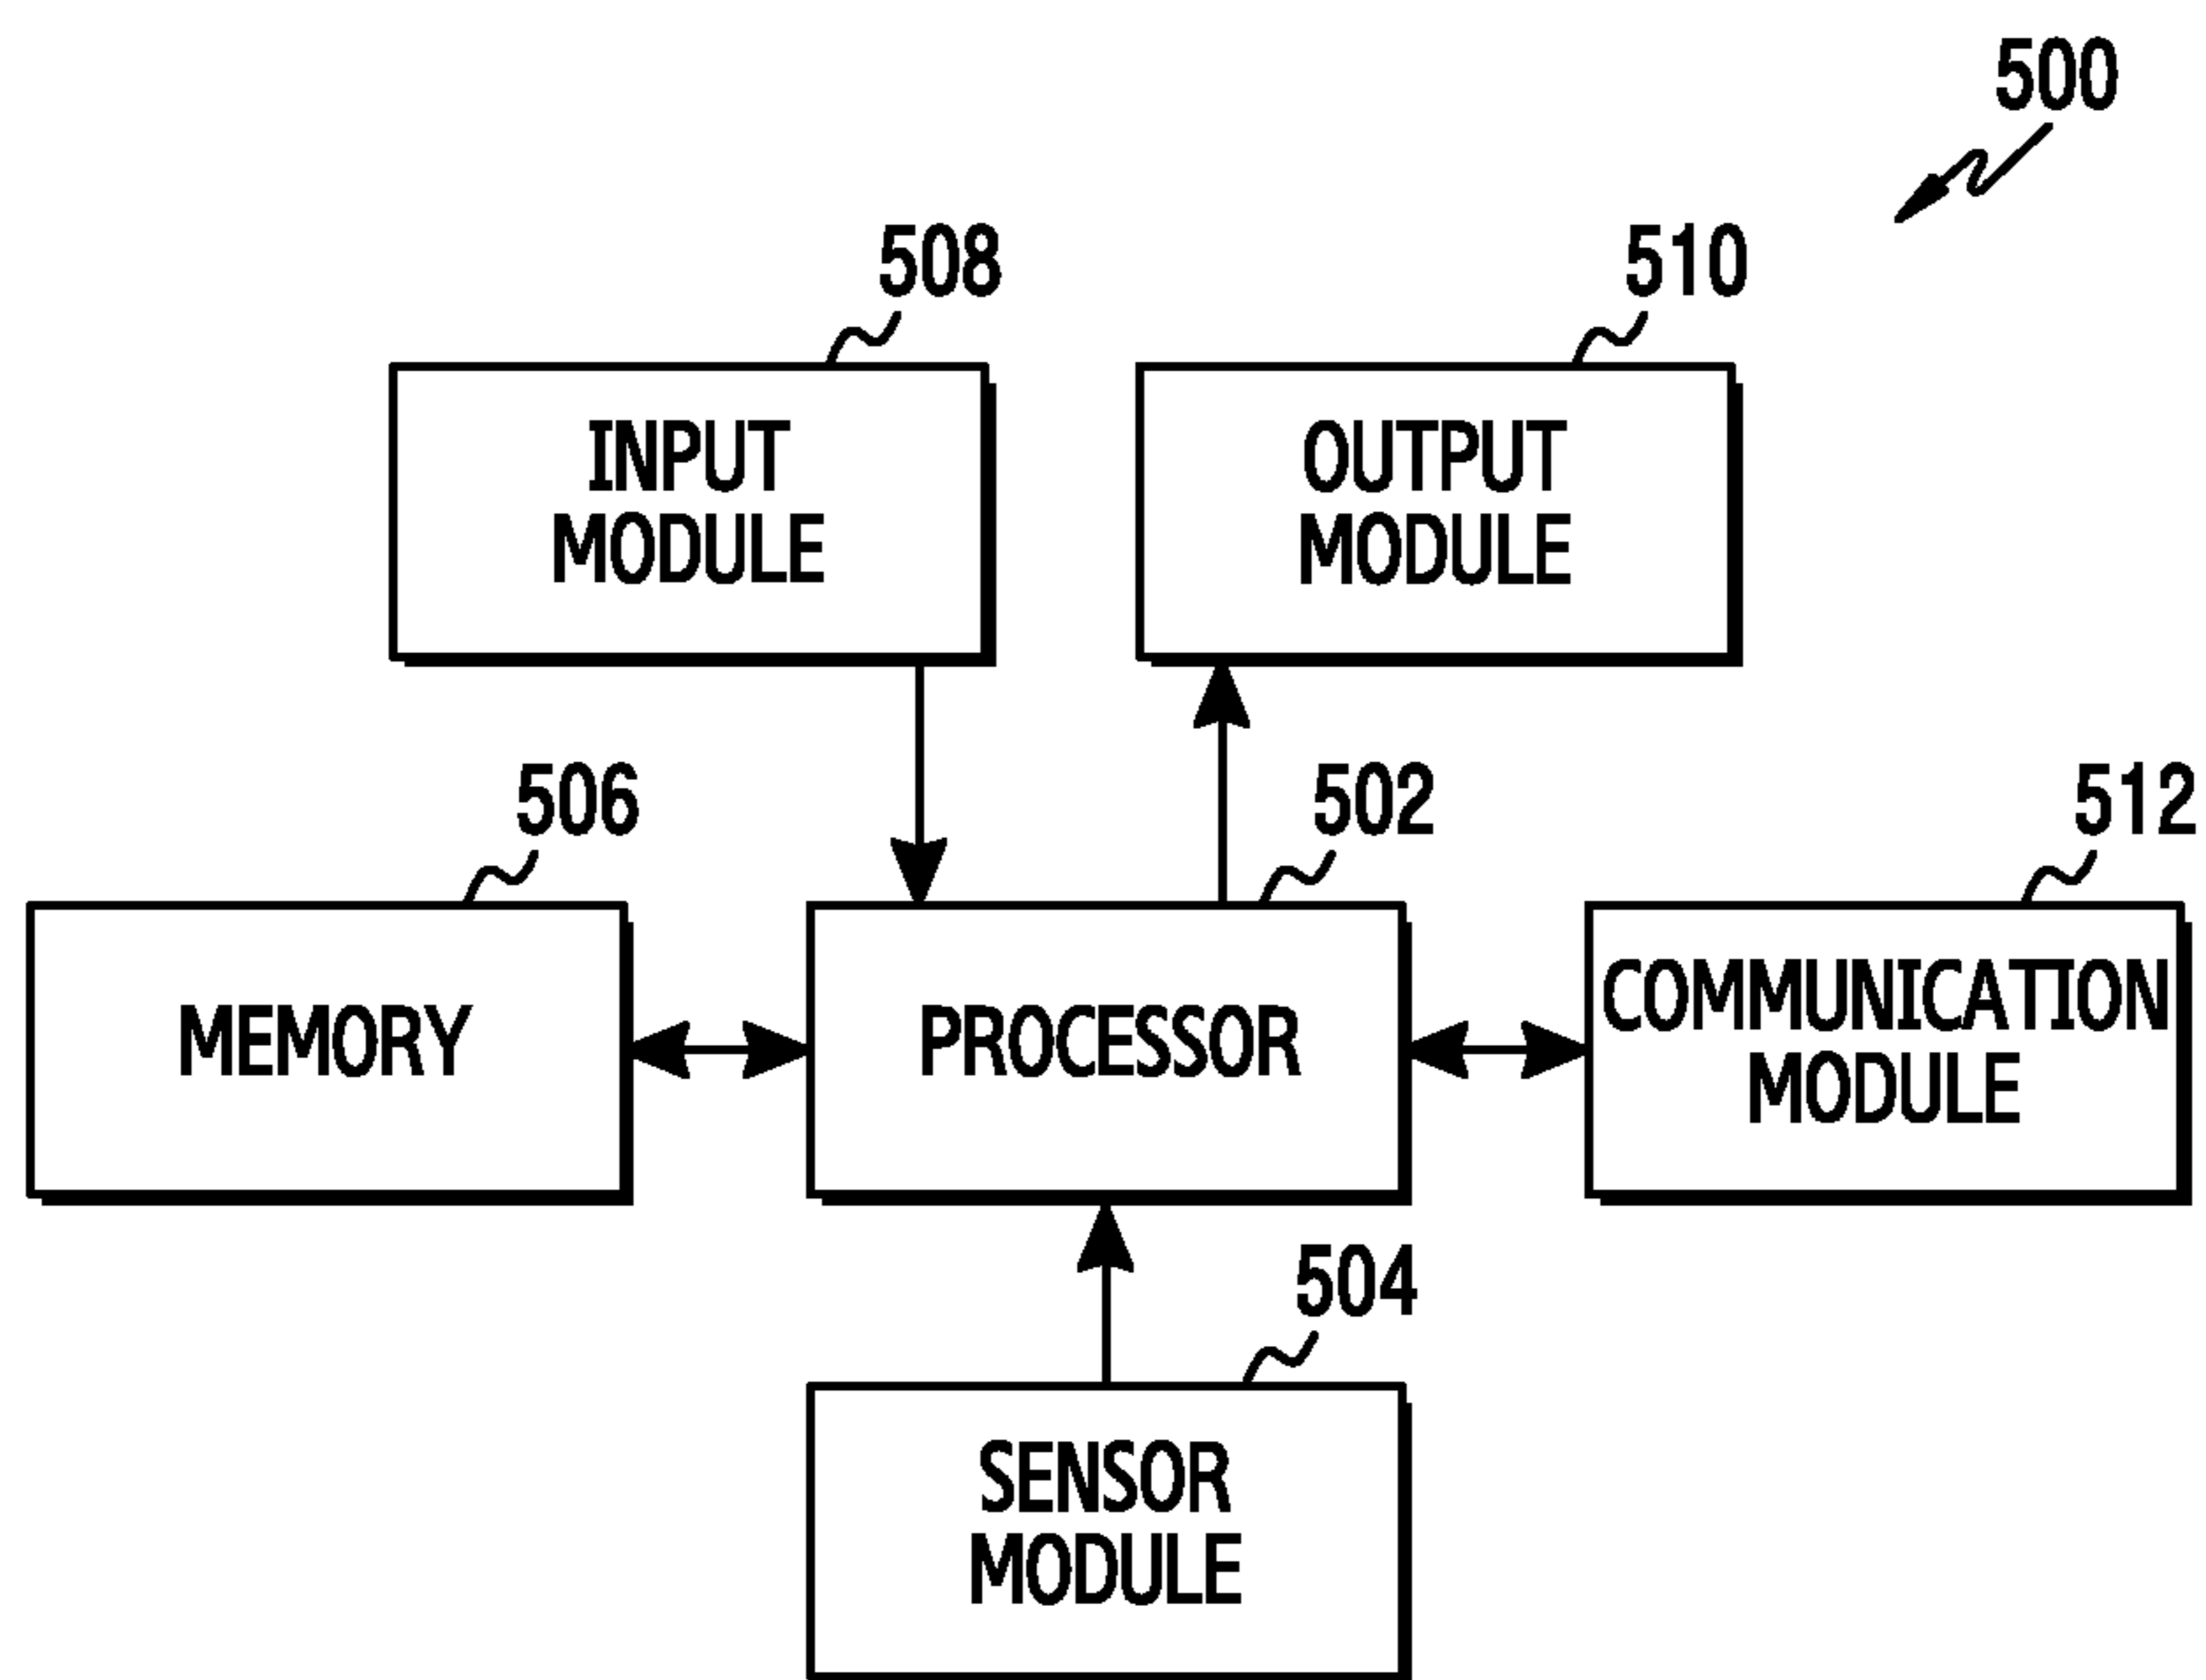 500
508
510
INPUT
MODULE
OUTPUT
MODULE
506
502
512
MEMORY
PROCESSOR
COMMUNICATION
MODULE
504
SENSOR
MODULE